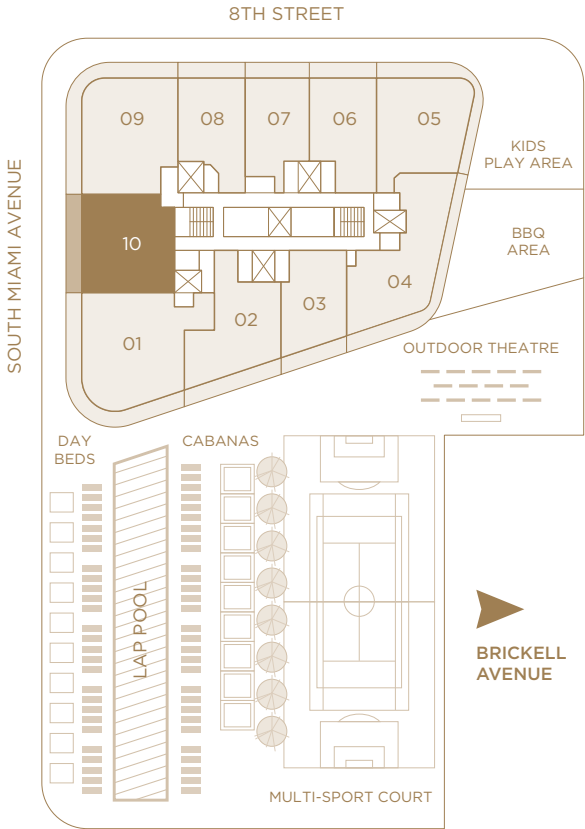 8TH STREET
09
08
07
06
05
KIDS
PLAY AREA
SOUTH MIAMI AVENUE
10
BBQ
AREA
04
03
02
01
OUTDOOR THEATRE
DAY
BEDS
CABANAS
LAP POOL
BRICKELL
AVENUE
MULTI-SPORT COURT